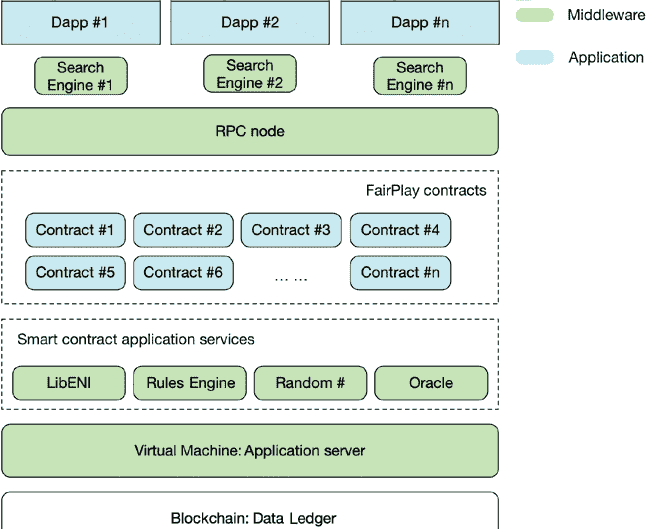 Dapp #1
Dapp #2
Dapp #n
Middleware
Application
Search
Engine #1
Search
Engine #2
Search
Engine #n
RPC node
FairPlay contracts
Contract #1
Contract #2
Contract #3
Contract #4
Contract #5
Contract #6
... ...
Contract #n
Smart contract application services
LibENI
Rules Engine
Random #
Oracle
Virtual Machine: Application server
Blockchain: Data Ledger